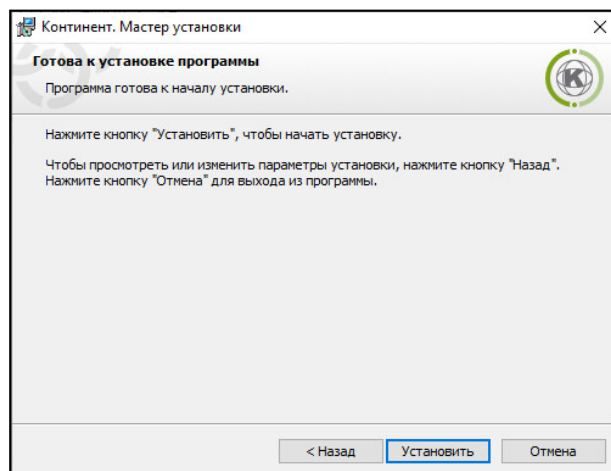 Континент. Мастер установки
Готова к установке программы
Программа готова к началу установки.
K
Нажмите кнопку "Установить", чтобы начать установку.
Чтобы просмотреть или изменить параметры установки, нажмите кнопку "Назад".
Нажмите кнопку "Отмена" для выхода из программы.
< Назад
Установить
Отмена